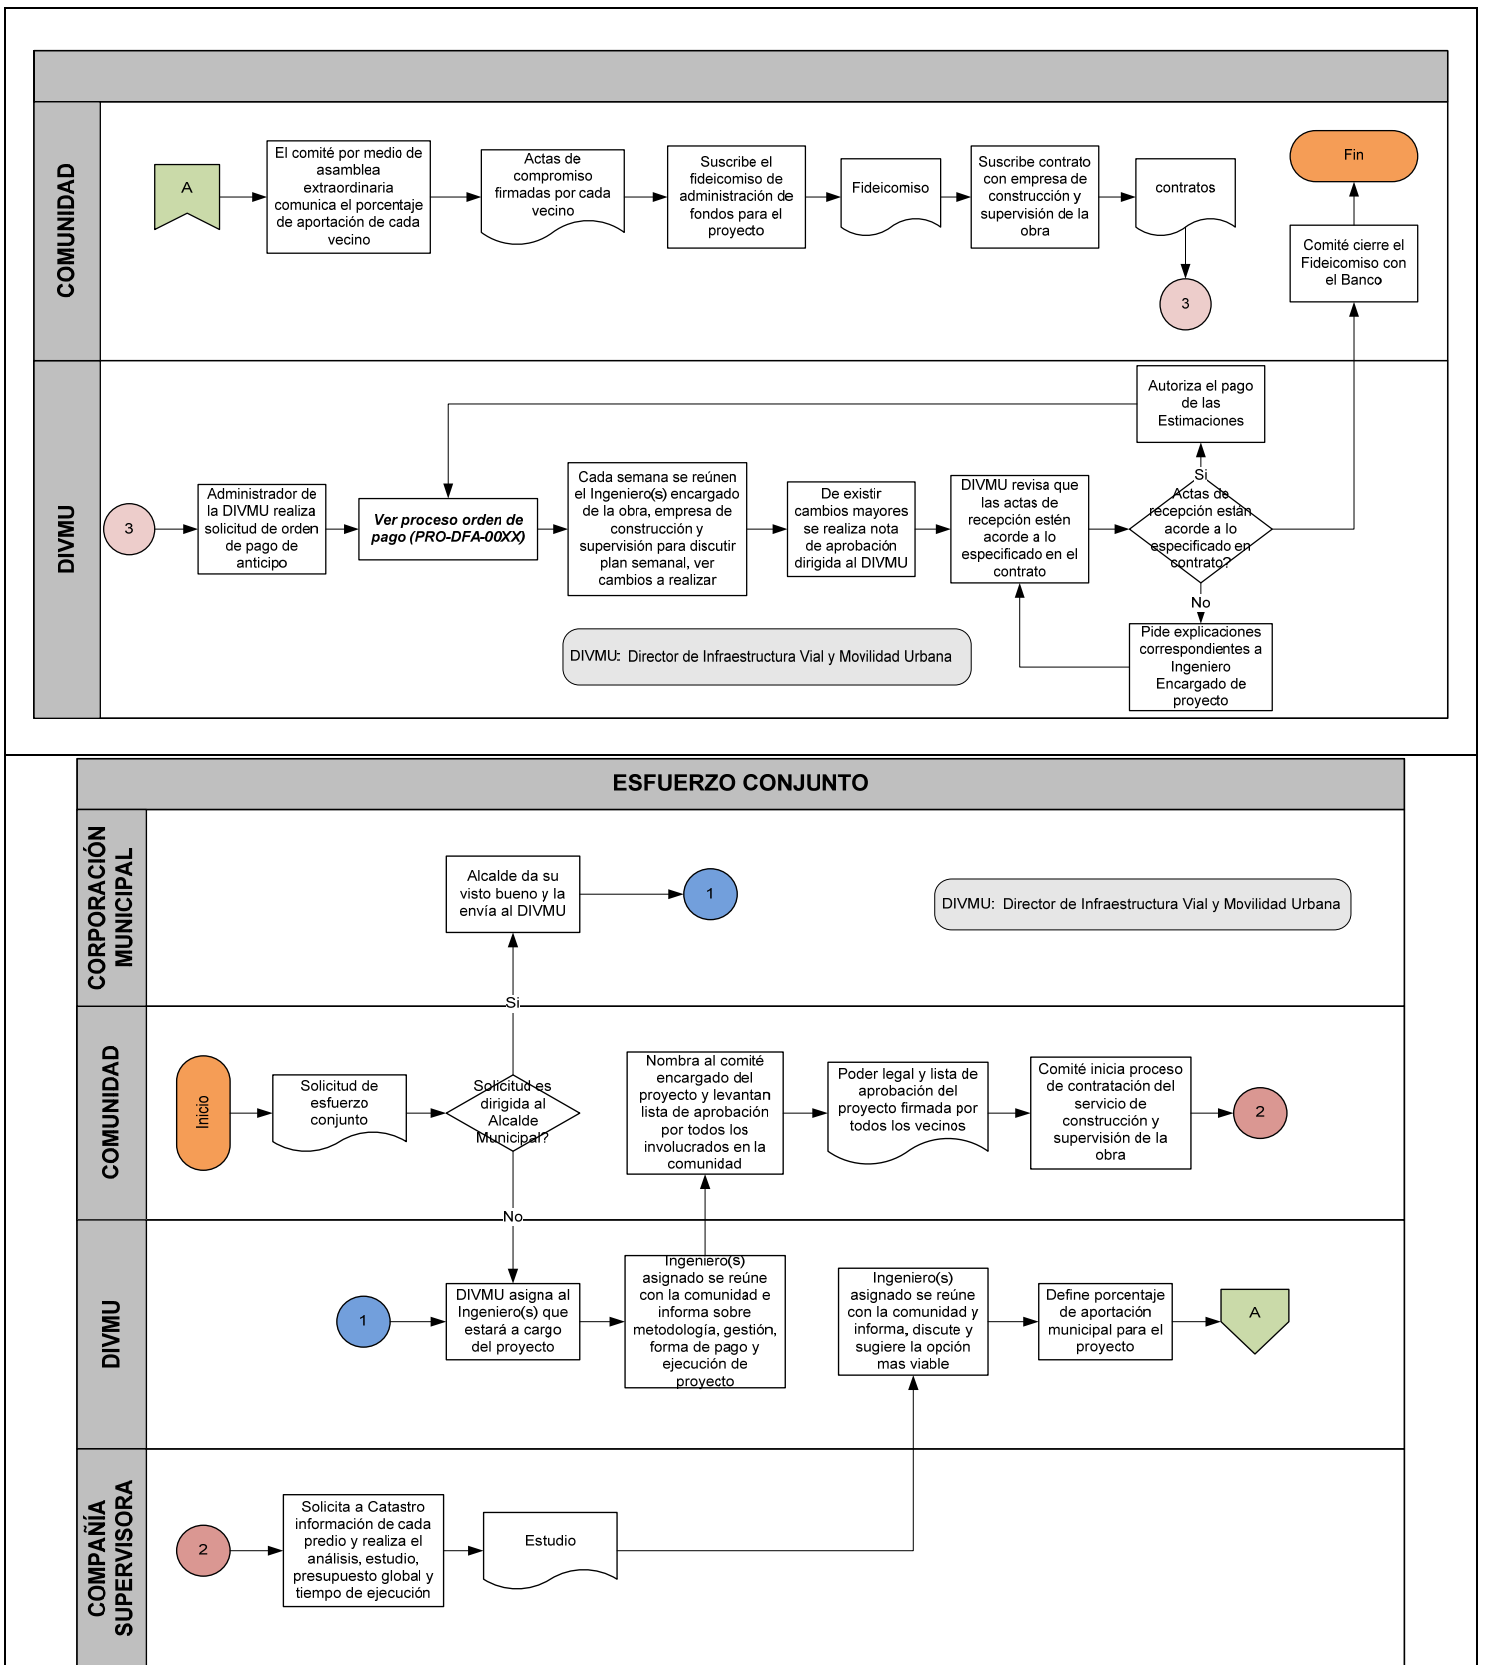 COMUNIDAD
A
El comité por medio de
asamblea
extraordinaria
comunica el porcentaje
de aportación de cada
vecino
Actas de
compromiso
firmadas por cada
vecino
Suscribe el
fideicomiso de
administración de
fondos para el
proyecto
Fideicomiso
Suscribe contrato
con empresa de
construcción y
supervisión de la
obra
contratos
3
Fin
Comité cierre el
Fideicomiso con
el Banco
DIVMU
3
Administrador de
la DIVMU realiza
solicitud de orden
de pago de
anticipo
Ver proceso orden de
pago (PRO-DFA-00XX)
Cada semana se reúnen
el Ingeniero(s) encargado
de la obra, empresa de
construcción y
supervisión para discutir
plan semanal, ver
cambios a realizar
De existir
cambios mayores
se realiza nota
de aprobación
dirigida al DIVMU
DIVMU revisa que
las actas de
recepción estén
acorde a lo
especificado en el
contrato
Autoriza el pago
de las
Estimaciones
Si
Actas de
recepción están
acorde a lo
especificado en
contrato?
No
Pide explicaciones
correspondientes a
Ingeniero
Encargado de
proyecto
DIVMU: Director de Infraestructura Vial y Movilidad Urbana
ESFUERZO CONJUNTO
CORPORACIÓN
MUNICIPAL
Alcalde da su
visto bueno y la
envía al DIVMU
1
DIVMU: Director de Infraestructura Vial y Movilidad Urbana
Si
COMUNIDAD
Inicio
Solicitud de
esfuerzo
conjunto
Solicitud es
dirigida al
Alcalde
Municipal?
Nombra al comité
encargado del
proyecto y levantan
lista de aprobación
por todos los
involucrados en la
comunidad
Poder legal y lista de
aprobación del
proyecto firmada por
todos los vecinos
Comité inicia proceso
de contratación del
servicio de
construcción y
supervisión de la
obra
2
No
DIVMU
1
DIVMU asigna al
Ingeniero(s) que
estará a cargo
del proyecto
Ingeniero(s)
asignado se reúne
con la comunidad e
informa sobre
metodología, gestión,
forma de pago y
ejecución de
proyecto
Ingeniero(s)
asignado se reúne
con la comunidad y
informa, discute y
sugiere la opción
mas viable
Define porcentaje
de aportación
municipal para el
proyecto
A
COMPAÑÍA
SUPERVISORA
2
Solicita a Catastro
información de cada
predio y realiza el
análisis, estudio,
presupuesto global y
tiempo de ejecución
Estudio